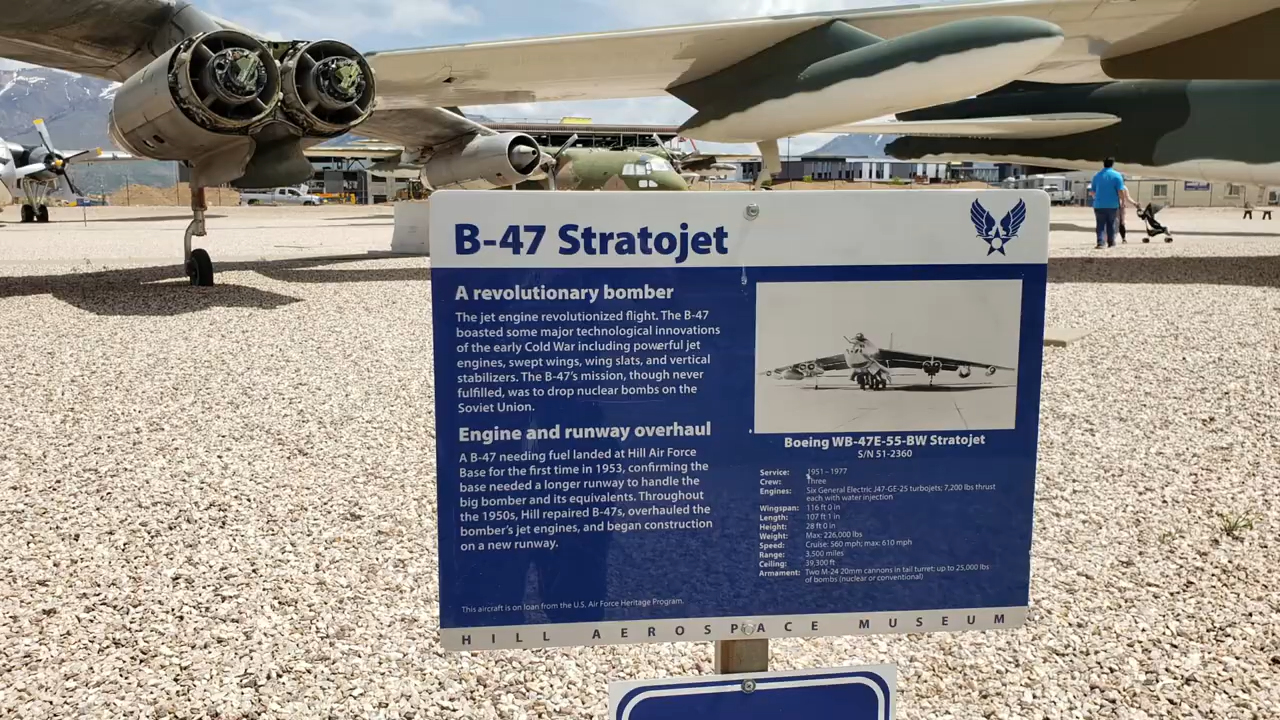 B-47 Stratojet
A revolutionary bomber
The jet engine revolutionized flight. The B-47
boasted some major technological innovations
of the early Cold War including powerful jet
engines, swept wings, wing slats, and vertical
stabilizers. The B-47's mission, though never
fulfilled, was to drop nuclear bombs on the
Soviet Union.
Engine and runway overhaul
A B-47 needing fuel landed at Hill Air Force
Base for the first time in 1953, confirming the
base needed a longer runway to handle the
big bomber and its equivalents. Throughout
the 1950s, Hill repaired B-47s, overhauled the
bomber's jet engines, and began construction
on a new runway.
This aircraft is on loan from the U.S. Air Force Heritage Program.
Boeing WB-47E-55-BW Stratojet
S/N 51-2360
Service: 1951 – 1977
Crew: Three
Engines: Six General Electric J47-GE-25 turbojets; 7,200 lbs thrust
each with water injection
Wingspan: 116 ft 0 in
Length: 107 ft 1 in
Height: 28 ft 0 in
Weight: Max: 226,000 lbs
Speed: Cruise: 560 mph; max: 610 mph
Range: 3,500 miles
Ceiling: 39,300 ft
Armament: Two M-24 20mm cannons in tail turret; up to 25,000 lbs
of bombs (nuclear or conventional)
HILL AEROSPACE MUSEUM